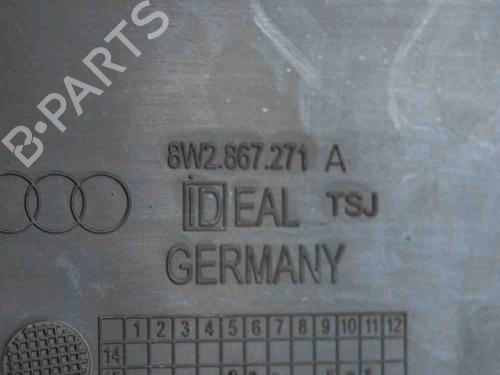 B-PARTS
8W2.867.271 A
IDEAL TSJ
GERMANY
1 2 3 4 5 6 7 8 9 10 11 12
14